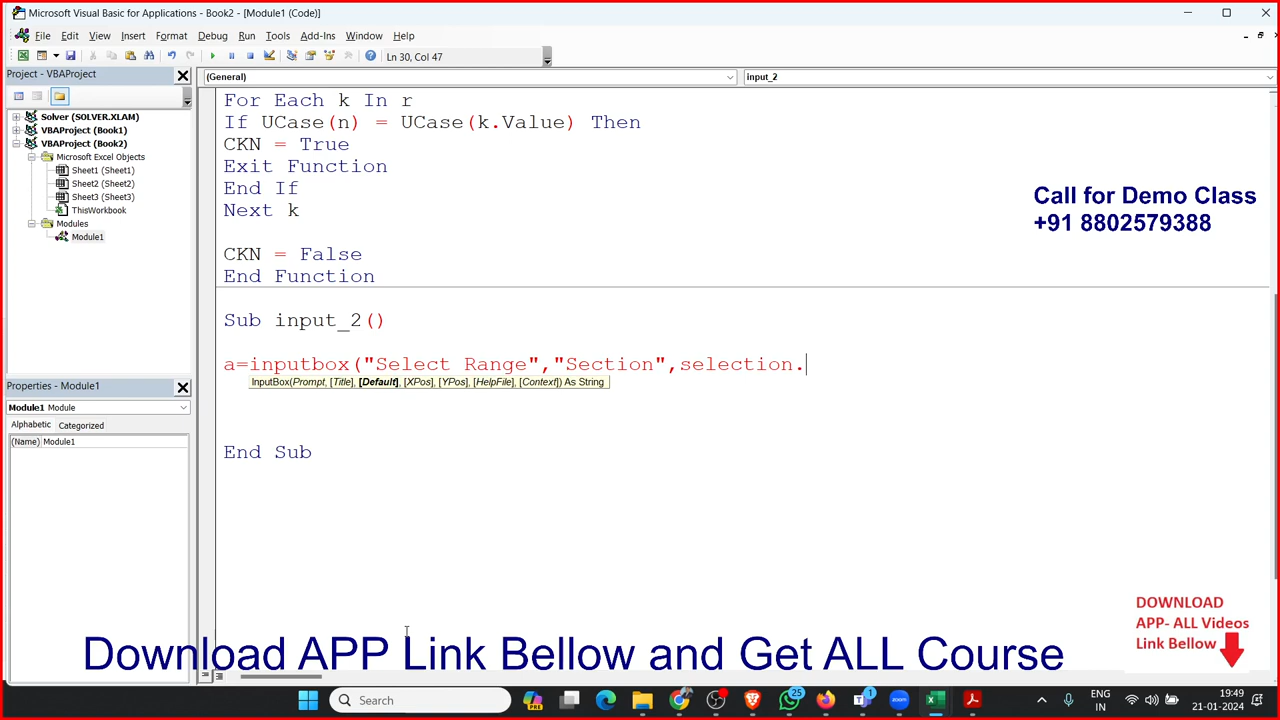 Microsoft Visual Basic for Applications - Book2 - [Module1 (Code)]
File Edit View Insert Format Debug Run Tools Add-Ins Window Help
Ln 30, Col 47
Project - VBAProject
(General)
input_2
Solver (SOLVER.XLAM)
VBAProject (Book1)
VBAProject (Book2)
Microsoft Excel Objects
Sheet1 (Sheet1)
Sheet2 (Sheet2)
Sheet3 (Sheet3)
ThisWorkbook
Modules
Module1
Properties - Module1
Module1 Module
Alphabetic Categorized
(Name) Module1
For Each k In r
If UCase(n) = UCase(k.Value) Then
CKN = True
Exit Function
End If
Next k
CKN = False
End Function
Sub input_2()
a=inputbox("Select Range","Section",selection.
InputBox(Prompt, [Title], [Default], [XPos], [YPos], [HelpFile], [Context]) As String
End Sub
Call for Demo Class
+91 8802579388
DOWNLOAD
APP- ALL Videos
Link Bellow
Download APP Link Bellow and Get ALL Course
Search
PRE
25
1
zoom
ENG
IN
19:49
21-01-2024